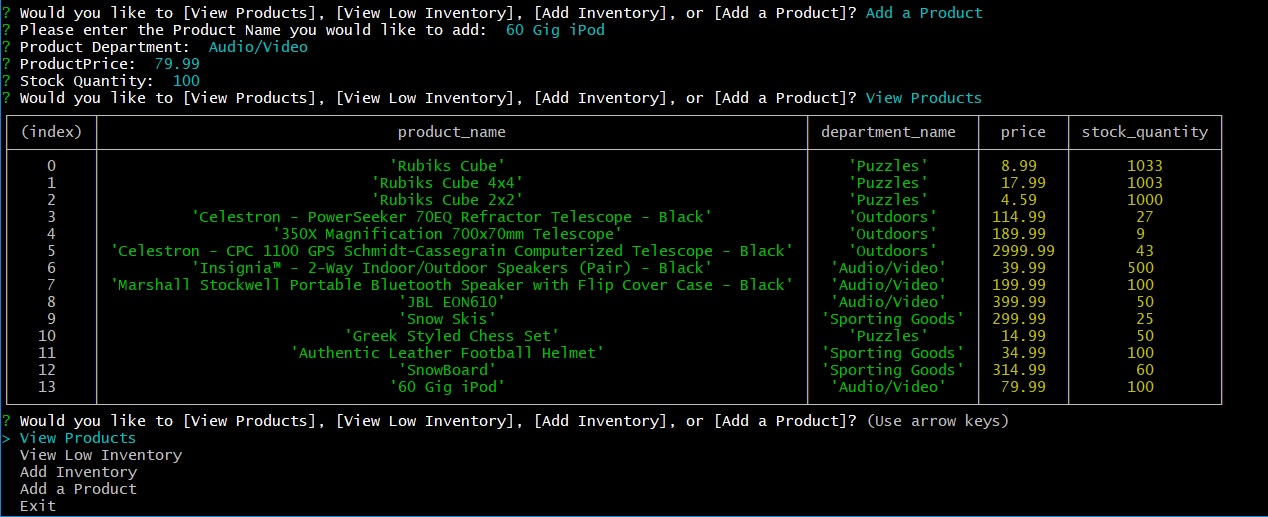 ? Would you like to [View Products], [View Low Inventory], [Add Inventory], or [Add a Product]? Add a Product
? Please enter the Product Name you would like to add:  60 Gig iPod
? Product Department:  Audio/Video
? ProductPrice:  79.99
? Stock Quantity:  100
? Would you like to [View Products], [View Low Inventory], [Add Inventory], or [Add a Product]? View Products
(index) product_name department_name price stock_quantity
0 'Rubiks Cube' 'Puzzles' 8.99 1033
1 'Rubiks Cube 4x4' 'Puzzles' 17.99 1003
2 'Rubiks Cube 2x2' 'Puzzles' 4.59 1000
3 'Celestron - PowerSeeker 70EQ Refractor Telescope - Black' 'Outdoors' 114.99 27
4 '350X Magnification 700x70mm Telescope' 'Outdoors' 189.99 9
5 'Celestron - CPC 1100 GPS Schmidt-Cassegrain Computerized Telescope - Black' 'Outdoors' 2999.99 43
6 'Insignia™ - 2-Way Indoor/Outdoor Speakers (Pair) - Black' 'Audio/Video' 39.99 500
7 'Marshall Stockwell Portable Bluetooth Speaker with Flip Cover Case - Black' 'Audio/Video' 199.99 100
8 'JBL EON610' 'Audio/Video' 399.99 50
9 'Snow Skis' 'Sporting Goods' 299.99 25
10 'Greek Styled Chess Set' 'Puzzles' 14.99 50
11 'Authentic Leather Football Helmet' 'Sporting Goods' 34.99 100
12 'SnowBoard' 'Sporting Goods' 314.99 60
13 '60 Gig iPod' 'Audio/Video' 79.99 100
? Would you like to [View Products], [View Low Inventory], [Add Inventory], or [Add a Product]? (Use arrow keys)
> View Products
View Low Inventory
Add Inventory
Add a Product
Exit